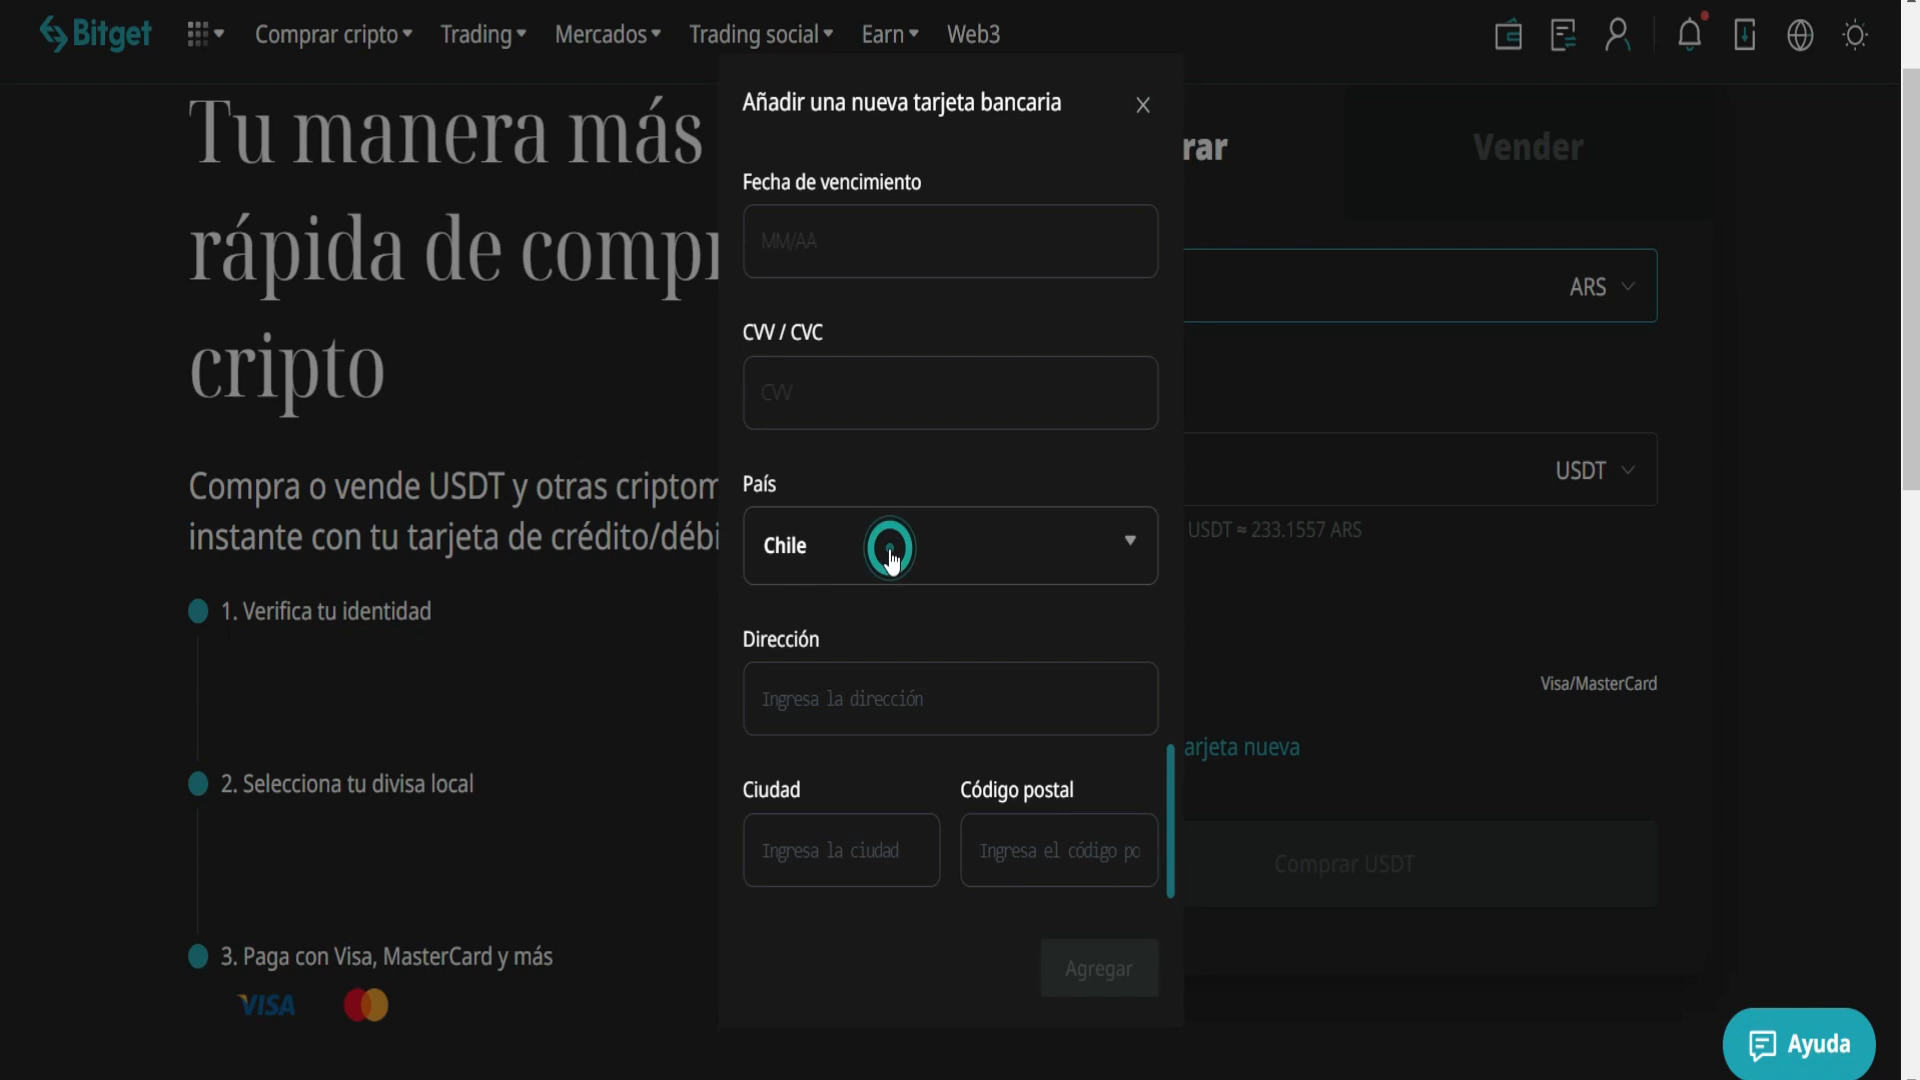 Bitget
Comprar cripto
Trading
Mercados
Trading social
Earn
Web3
Tu manera más
rápida de comp
cripto
Compra o vende USDT y otras criptom
instante con tu tarjeta de crédito/débi
1. Verifica tu identidad
2. Selecciona tu divisa local
3. Paga con Visa, MasterCard y más
VISA
Añadir una nueva tarjeta bancaria
Fecha de vencimiento
MM/AA
CVV / CVC
CVV
País
Chile
Dirección
Ingresa la dirección
Ciudad
Código postal
Ingresa la ciudad
Ingresa el código po
Agregar
rar
Vender
ARS
USDT
USDT ≈ 233.1557 ARS
Visa/MasterCard
arjeta nueva
Comprar USDT
Ayuda